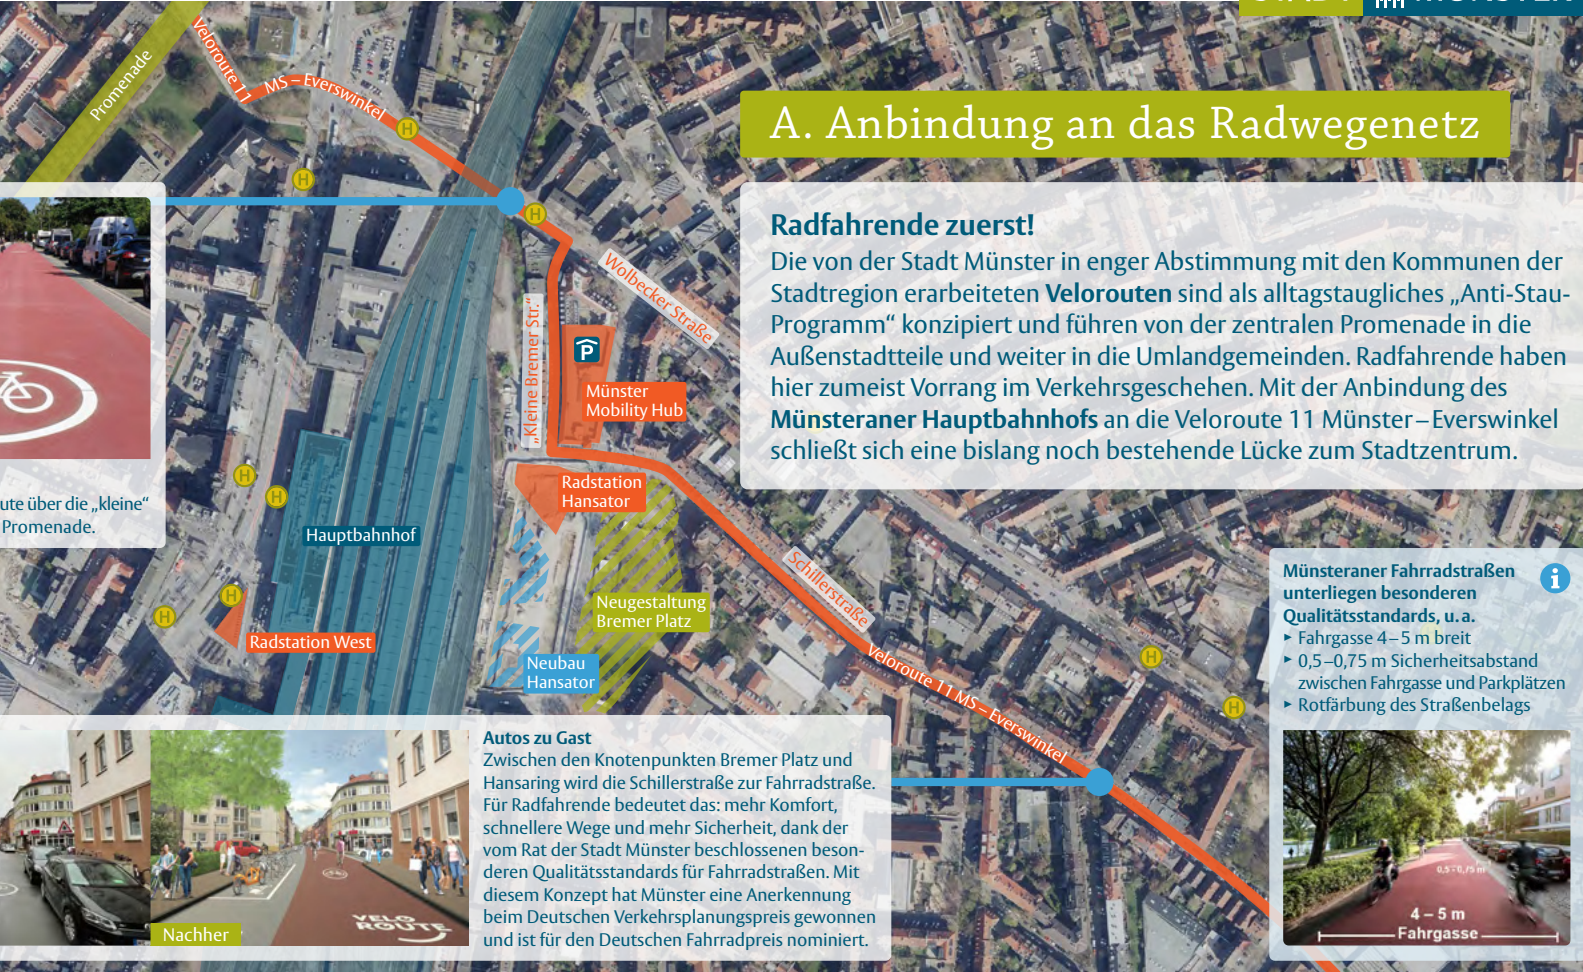 STADT MÜNSTER
Promenade
Veloroute 11
MS – Everswinkel
H
H
H
A. Anbindung an das Radwegenetz
Radfahrende zuerst!
Die von der Stadt Münster in enger Abstimmung mit den Kommunen der
Stadtregion erarbeiteten Velorouten sind als alltagstaugliches „Anti-Stau-
Programm“ konzipiert und führen von der zentralen Promenade in die
Außenstadtteile und weiter in die Umlandgemeinden. Radfahrende haben
hier zumeist Vorrang im Verkehrsgeschehen. Mit der Anbindung des
Münsteraner Hauptbahnhofs an die Veloroute 11 Münster – Everswinkel
schließt sich eine bislang noch bestehende Lücke zum Stadtzentrum.
Wolbecker Straße
„Kleine Bremer Str.“
P
Münster
Mobility Hub
Radstation
Hansator
H
H
ute über die „kleine“
Promenade.
Hauptbahnhof
H
H
Radstation West
Neugestaltung
Bremer Platz
Neubau
Hansator
Schillerstraße
Veloroute 11 MS – Everswinkel
H
H
Münsteraner Fahrradstraßen
unterliegen besonderen
Qualitätsstandards, u. a.
i
▸ Fahrgasse 4 – 5 m breit
▸ 0,5 – 0,75 m Sicherheitsabstand
zwischen Fahrgasse und Parkplätzen
▸ Rotfärbung des Straßenbelags
0,5 - 0,75 m
4 – 5 m
Fahrgasse
Autos zu Gast
Zwischen den Knotenpunkten Bremer Platz und
Hansaring wird die Schillerstraße zur Fahrradstraße.
Für Radfahrende bedeutet das: mehr Komfort,
schnellere Wege und mehr Sicherheit, dank der
vom Rat der Stadt Münster beschlossenen beson-
deren Qualitätsstandards für Fahrradstraßen. Mit
diesem Konzept hat Münster eine Anerkennung
beim Deutschen Verkehrsplanungspreis gewonnen
und ist für den Deutschen Fahrradpreis nominiert.
VELO
ROUTE
Nachher